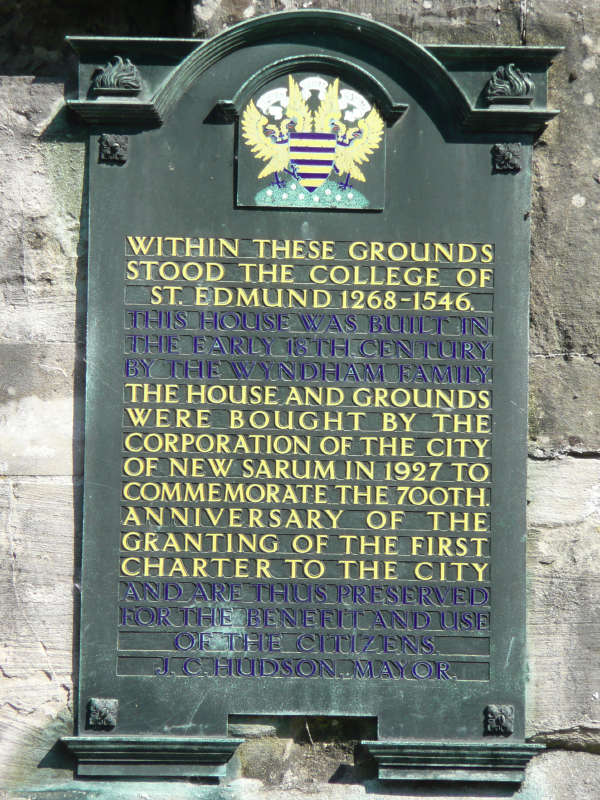 WITHIN THESE GROUNDS
STOOD THE COLLEGE OF
ST. EDMUND 1268-1546.
THIS HOUSE WAS BUILT IN
THE EARLY 18TH CENTURY
BY THE WYNDHAM FAMILY.
THE HOUSE AND GROUNDS
WERE BOUGHT BY THE
CORPORATION OF THE CITY
OF NEW SARUM IN 1927 TO
COMMEMORATE THE 700TH.
ANNIVERSARY OF THE
GRANTING OF THE FIRST
CHARTER TO THE CITY
AND ARE THUS PRESERVED
FOR THE BENEFIT AND USE
OF THE CITIZENS.
J. C. HUDSON, MAYOR.